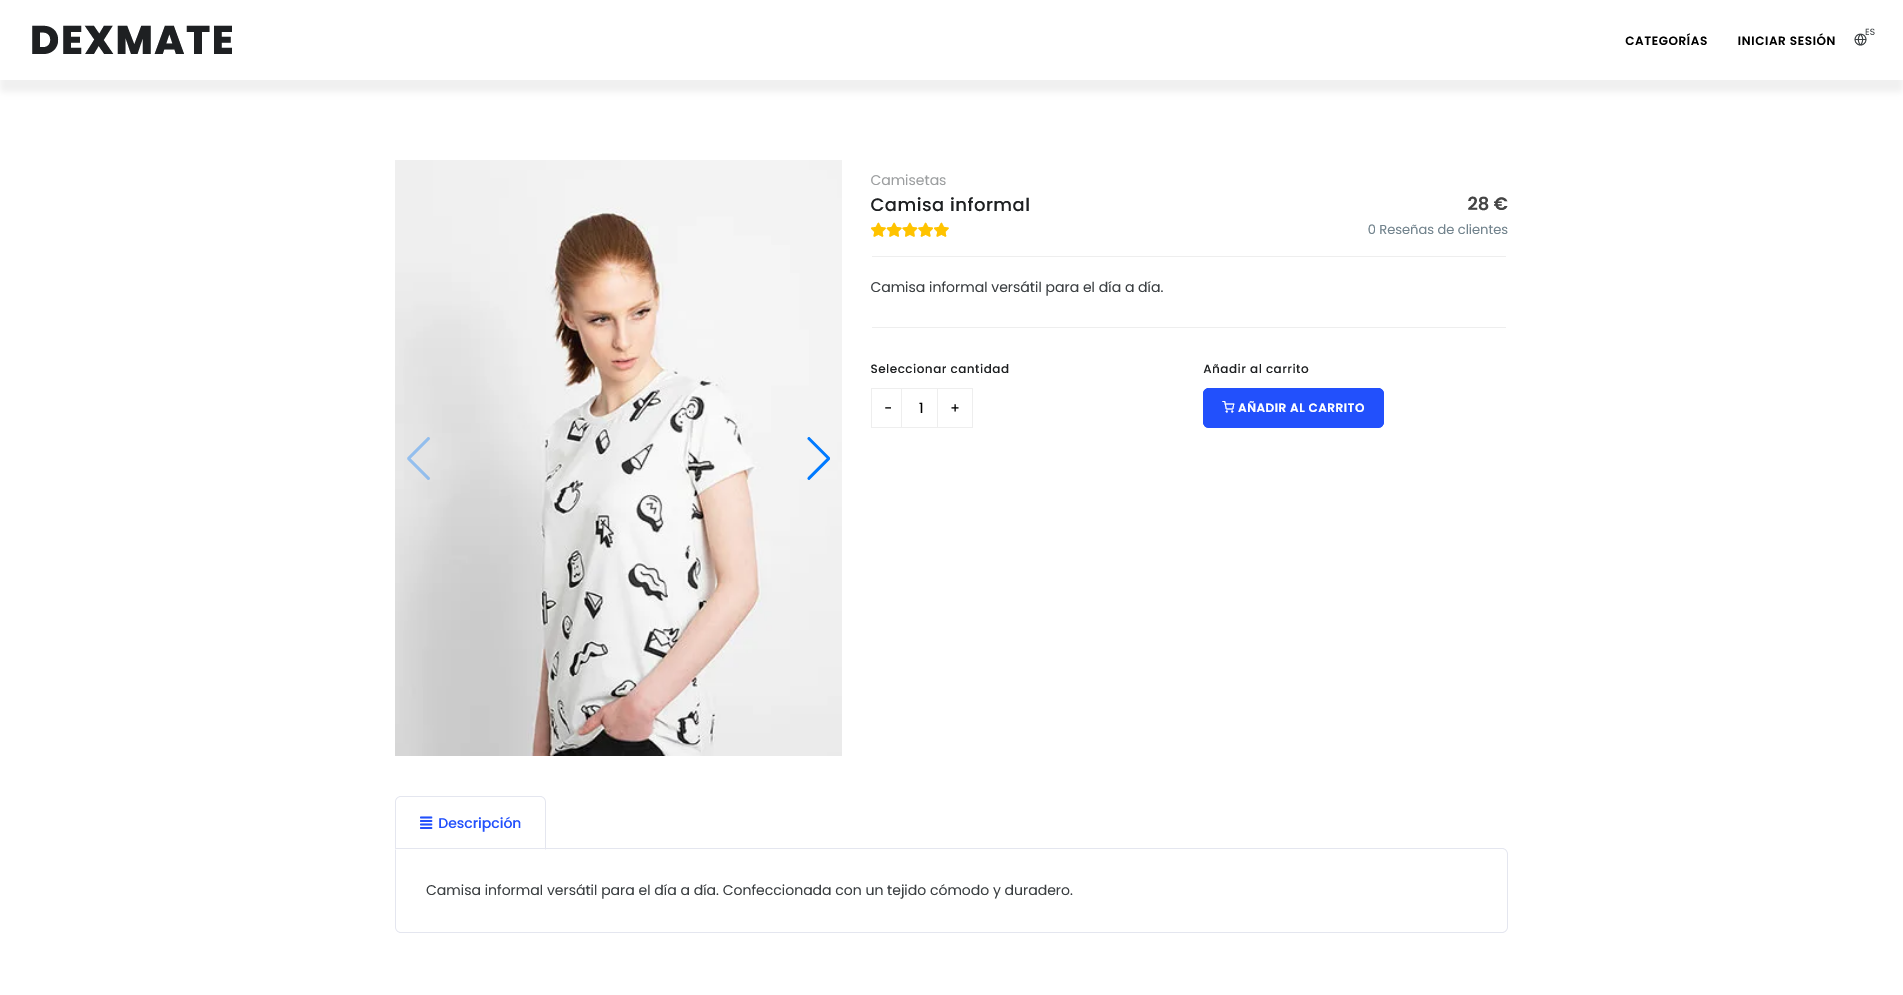 DEXMATE
CATEGORÍAS
INICIAR SESIÓN
ES
Camisetas
Camisa informal
28 €
0 Reseñas de clientes
Camisa informal versátil para el día a día.
Seleccionar cantidad
Añadir al carrito
- 1 +
AÑADIR AL CARRITO
Descripción
Camisa informal versátil para el día a día. Confeccionada con un tejido cómodo y duradero.